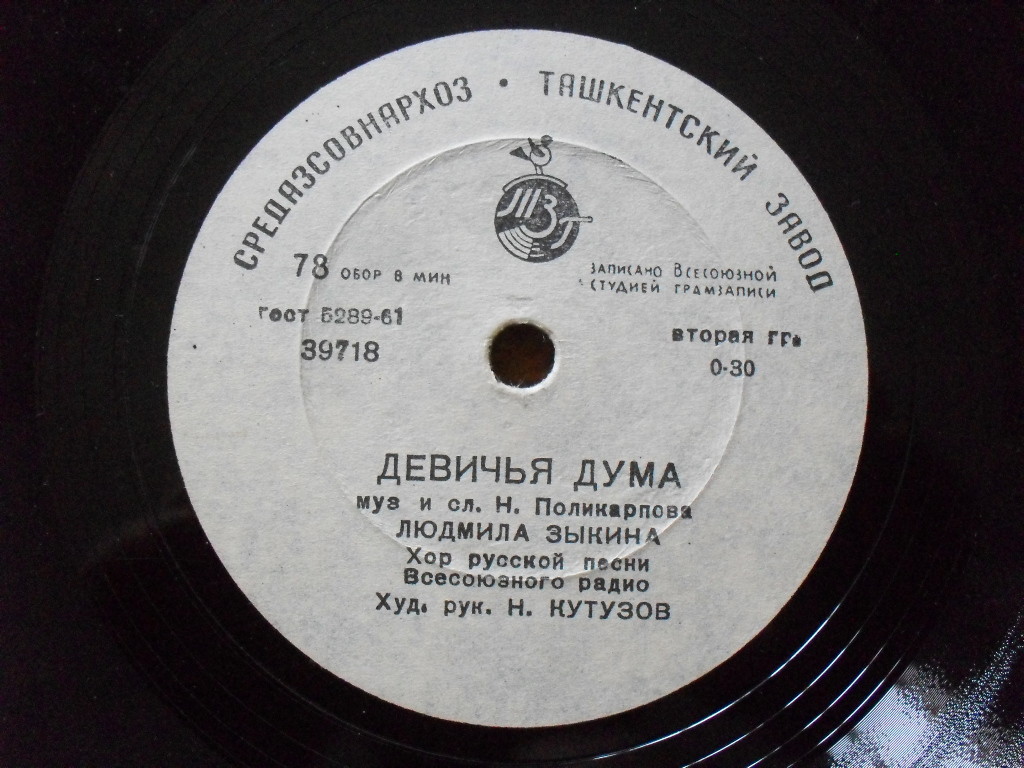 СРЕДАЗСОВНАРХОЗ • ТАШКЕНТСКИЙ ЗАВОД
ТЗГ
78 ОБОР В МИН
ЗАПИСАНО ВСЕСОЮЗНОЙ
СТУДИЕЙ ГРАМЗАПИСИ
ГОСТ 5289-61
39718
вторая гр.
0-30
ДЕВИЧЬЯ ДУМА
муз и сл. Н. Поликарпова
ЛЮДМИЛА ЗЫКИНА
Хор русской песни
Всесоюзного радио
Худ. рук. Н. КУТУЗОВ